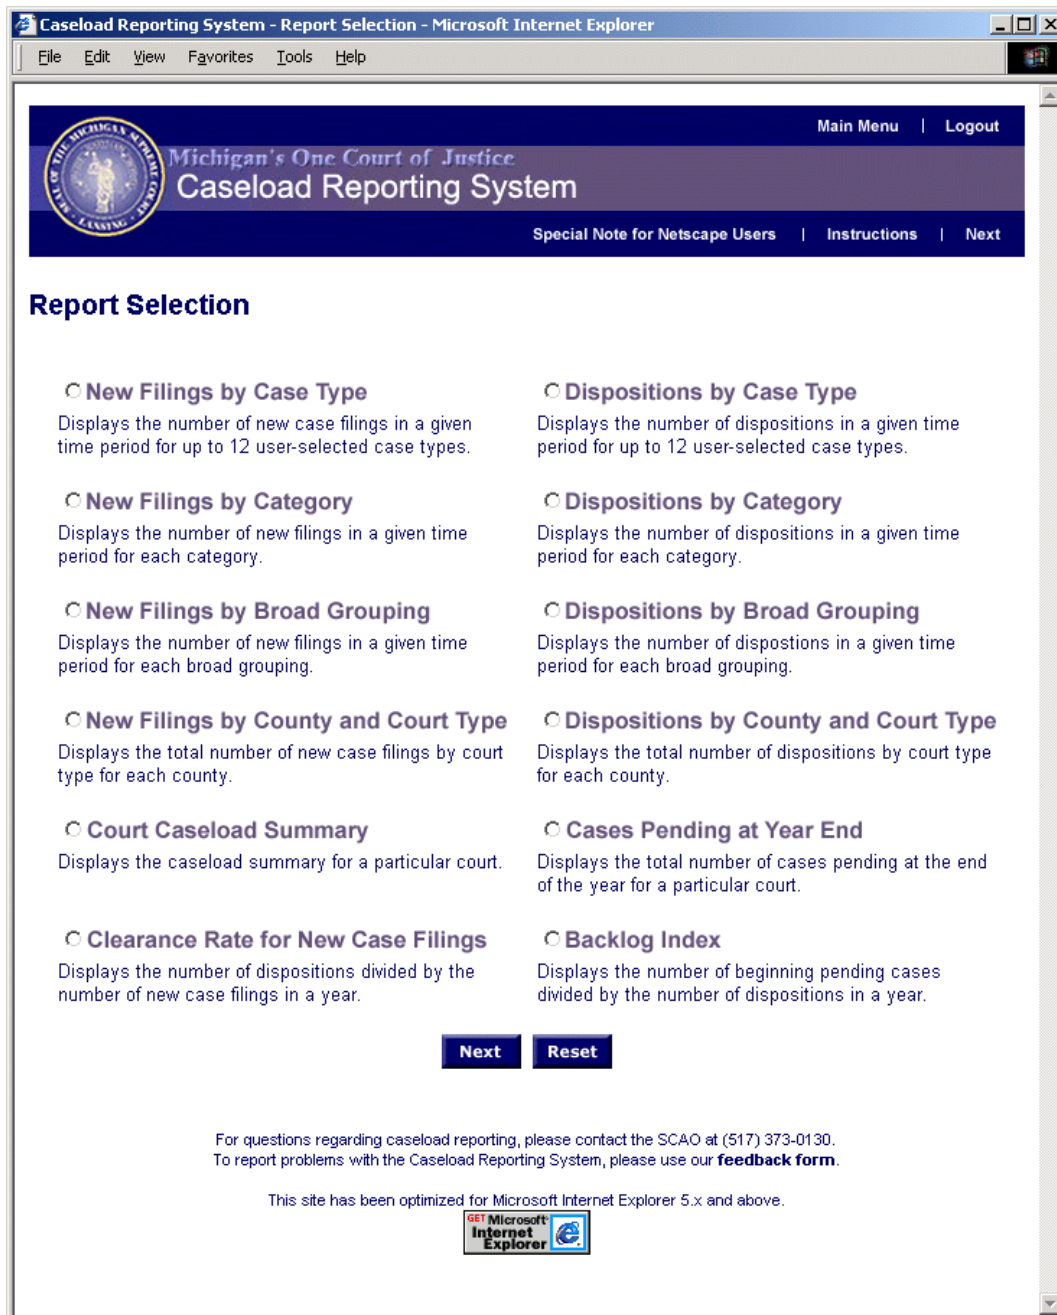 Caseload Reporting System - Report Selection - Microsoft Internet Explorer
File Edit View Favorites Tools Help
Main Menu | Logout
SEAL OF THE MICHIGAN SUPREME COURT
LANSING
Michigan's One Court of Justice
Caseload Reporting System
Special Note for Netscape Users | Instructions | Next
Report Selection
New Filings by Case Type
Displays the number of new case filings in a given
time period for up to 12 user-selected case types.
Dispositions by Case Type
Displays the number of dispositions in a given time
period for up to 12 user-selected case types.
New Filings by Category
Displays the number of new filings in a given time
period for each category.
Dispositions by Category
Displays the number of dispositions in a given time
period for each category.
New Filings by Broad Grouping
Displays the number of new filings in a given time
period for each broad grouping.
Dispositions by Broad Grouping
Displays the number of dispostions in a given time
period for each broad grouping.
New Filings by County and Court Type
Displays the total number of new case filings by court
type for each county.
Dispositions by County and Court Type
Displays the total number of dispositions by court type
for each county.
Court Caseload Summary
Displays the caseload summary for a particular court.
Cases Pending at Year End
Displays the total number of cases pending at the end
of the year for a particular court.
Clearance Rate for New Case Filings
Displays the number of dispositions divided by the
number of new case filings in a year.
Backlog Index
Displays the number of beginning pending cases
divided by the number of dispositions in a year.
Next Reset
For questions regarding caseload reporting, please contact the SCAO at (517) 373-0130.
To report problems with the Caseload Reporting System, please use our feedback form.
This site has been optimized for Microsoft Internet Explorer 5.x and above.
GET Microsoft
Internet
Explorer